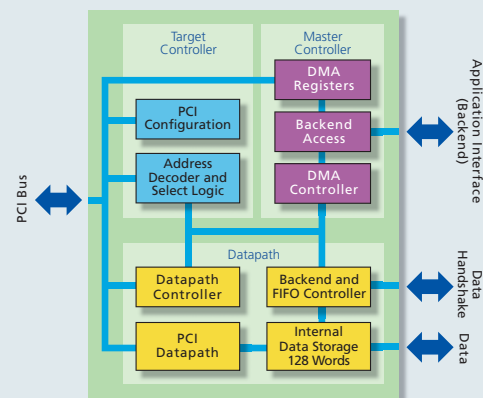 Target
Controller
Master
Controller
DMA
Registers
PCI
Configuration
Backend
Access
Address
Decoder and
Select Logic
DMA
Controller
PCI Bus
Application Interface
(Backend)
Datapath
Datapath
Controller
Backend and
FIFO Controller
Data
Handshake
PCI
Datapath
Internal
Data Storage
128 Words
Data